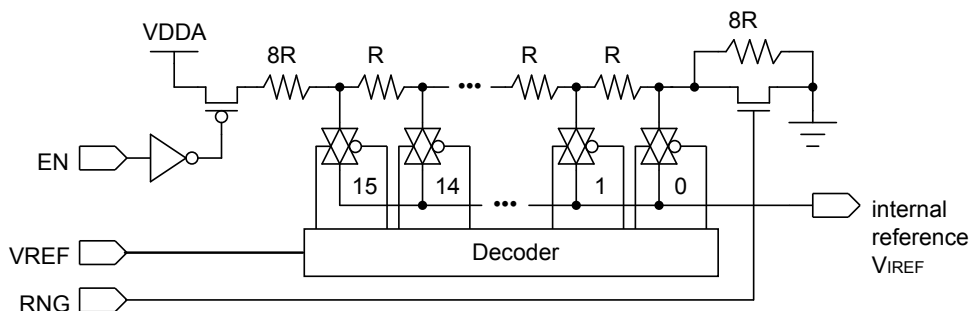 8R
VDDA
8R
R
R
R
•••
EN
15
14
1
0
•••
internal
reference
VIREF
VREF
Decoder
RNG